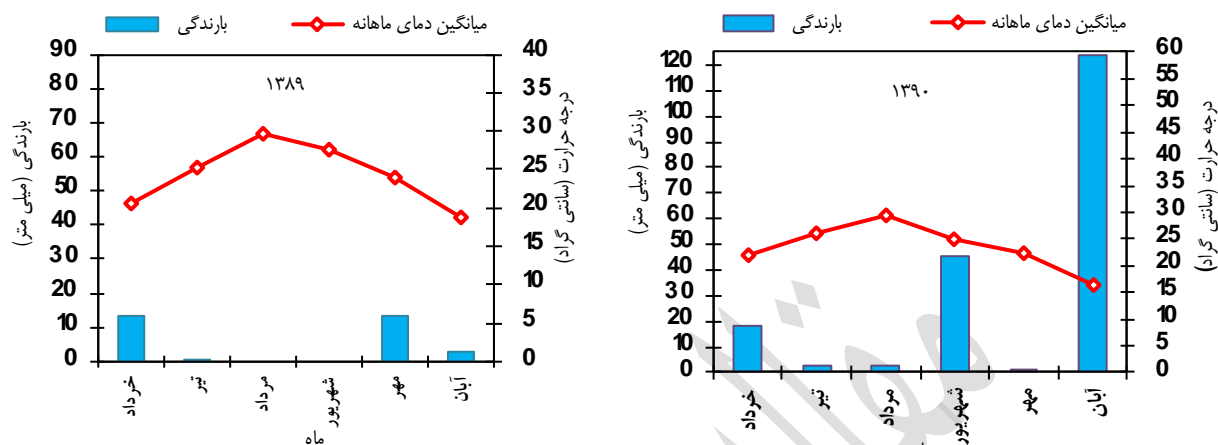 بارندگی
میانگین دمای ماهانه
۱۳۸۹
بارندگی (میلی متر)
90
80
70
60
50
40
30
20
10
0
درجه حرارت (سانتی گراد)
40
35
30
25
20
15
10
5
0
خرداد
تیر
مرداد
شهریور
مهر
آبان
ماه
بارندگی
میانگین دمای ماهانه
۱۳۹۰
بارندگی (میلی متر)
120
110
100
90
80
70
60
50
40
30
20
10
0
درجه حرارت (سانتی گراد)
60
55
50
45
40
35
30
25
20
15
10
5
0
خرداد
تیر
مرداد
شهریور
مهر
آبان